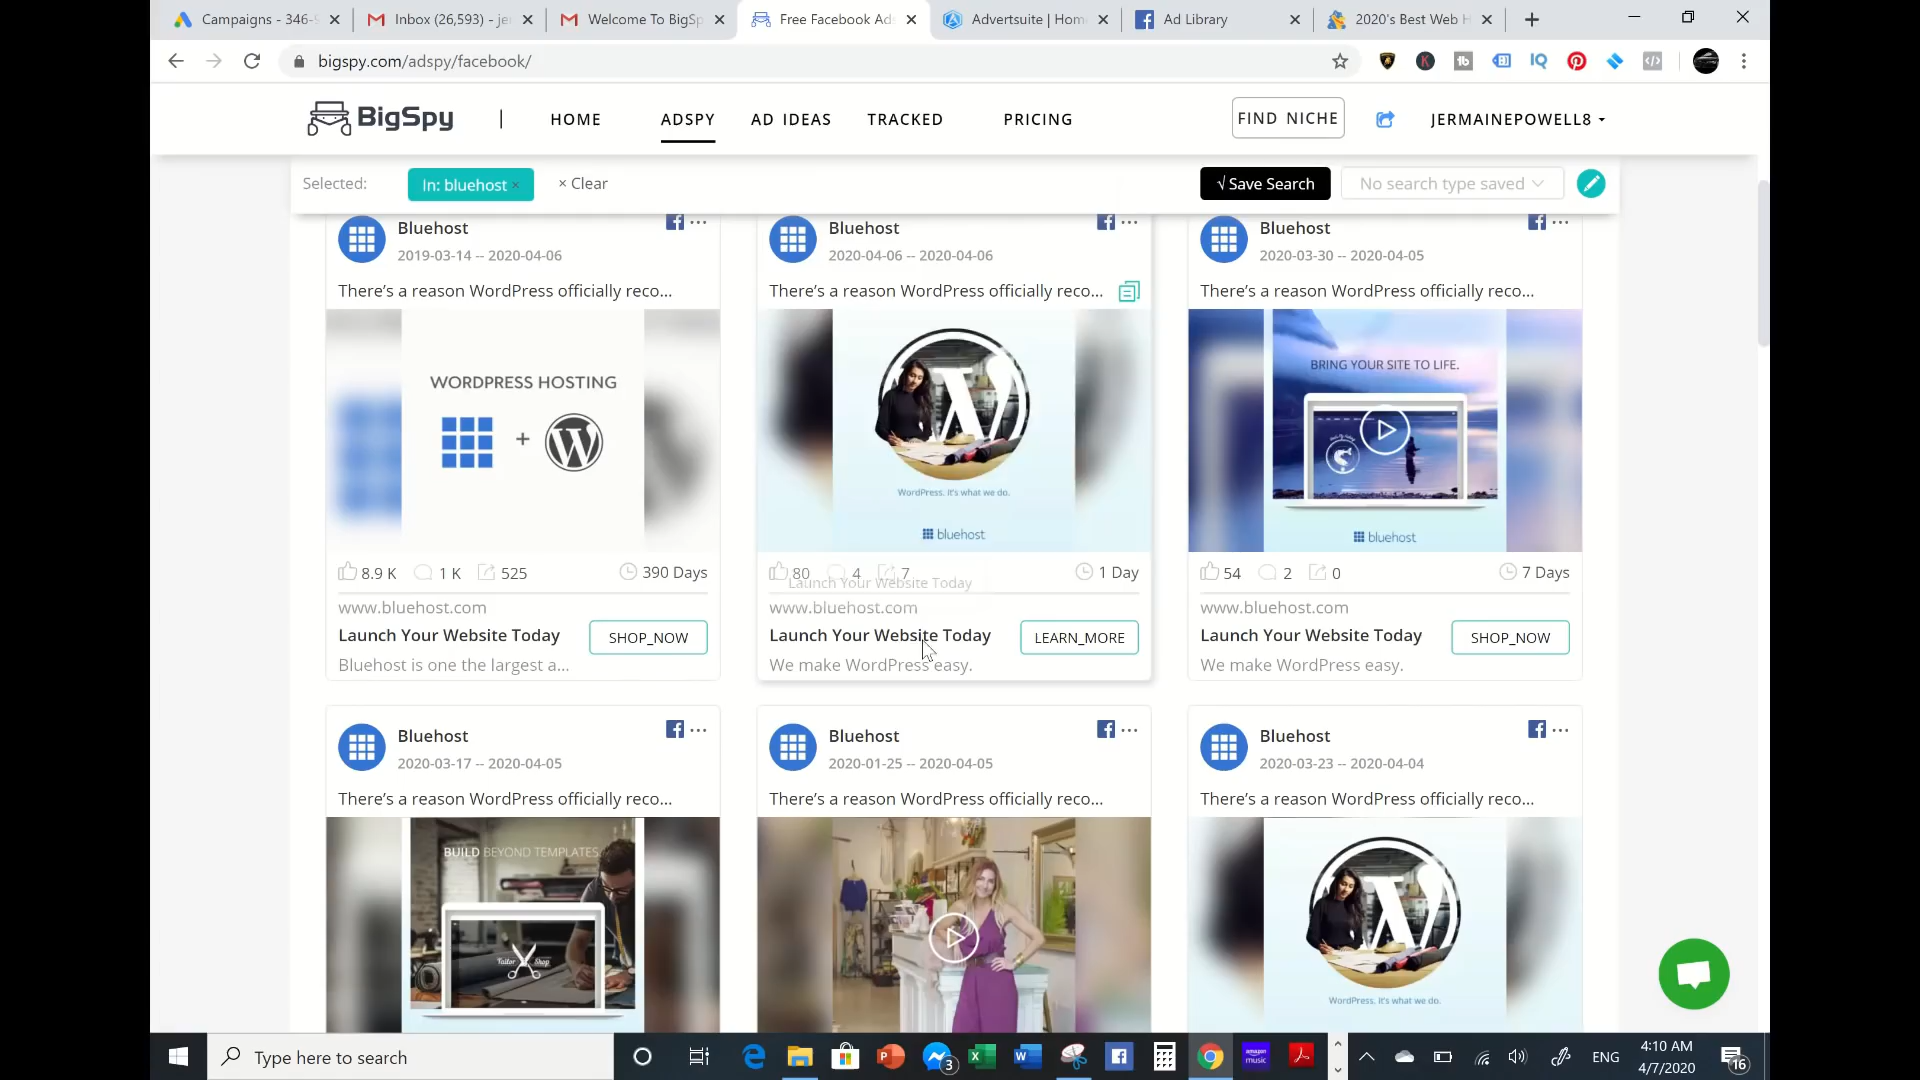 Campaigns - 346-
Inbox (26,593) - je
Welcome To BigSp
Free Facebook Ad
Advertsuite | Hom
Ad Library
2020's Best Web H
bigspy.com/adspy/facebook/
BigSpy
HOME
ADSPY
AD IDEAS
TRACKED
PRICING
FIND NICHE
JERMAINEPOWELL8
Selected:
In: bluehost ×
× Clear
√ Save Search
No search type saved
Bluehost
2019-03-14 -- 2020-04-06
There's a reason WordPress officially reco...
WORDPRESS HOSTING
+
8.9 K
1 K
525
390 Days
www.bluehost.com
Launch Your Website Today
SHOP_NOW
Bluehost is one the largest a...
Bluehost
2020-04-06 -- 2020-04-06
There's a reason WordPress officially reco...
WordPress. It's what we do.
bluehost
80
4
7
1 Day
Launch Your Website Today
www.bluehost.com
Launch Your Website Today
LEARN_MORE
We make WordPress easy.
Bluehost
2020-03-30 -- 2020-04-05
There's a reason WordPress officially reco...
BRING YOUR SITE TO LIFE.
bluehost
54
2
0
7 Days
www.bluehost.com
Launch Your Website Today
SHOP_NOW
We make WordPress easy.
Bluehost
2020-03-17 -- 2020-04-05
There's a reason WordPress officially reco...
BUILD BEYOND TEMPLATES.
Tailor Shop
Bluehost
2020-01-25 -- 2020-04-05
There's a reason WordPress officially reco...
Bluehost
2020-03-23 -- 2020-04-04
There's a reason WordPress officially reco...
WordPress. It's what we do.
Type here to search
3
amazon music
ENG
4:10 AM
4/7/2020
16